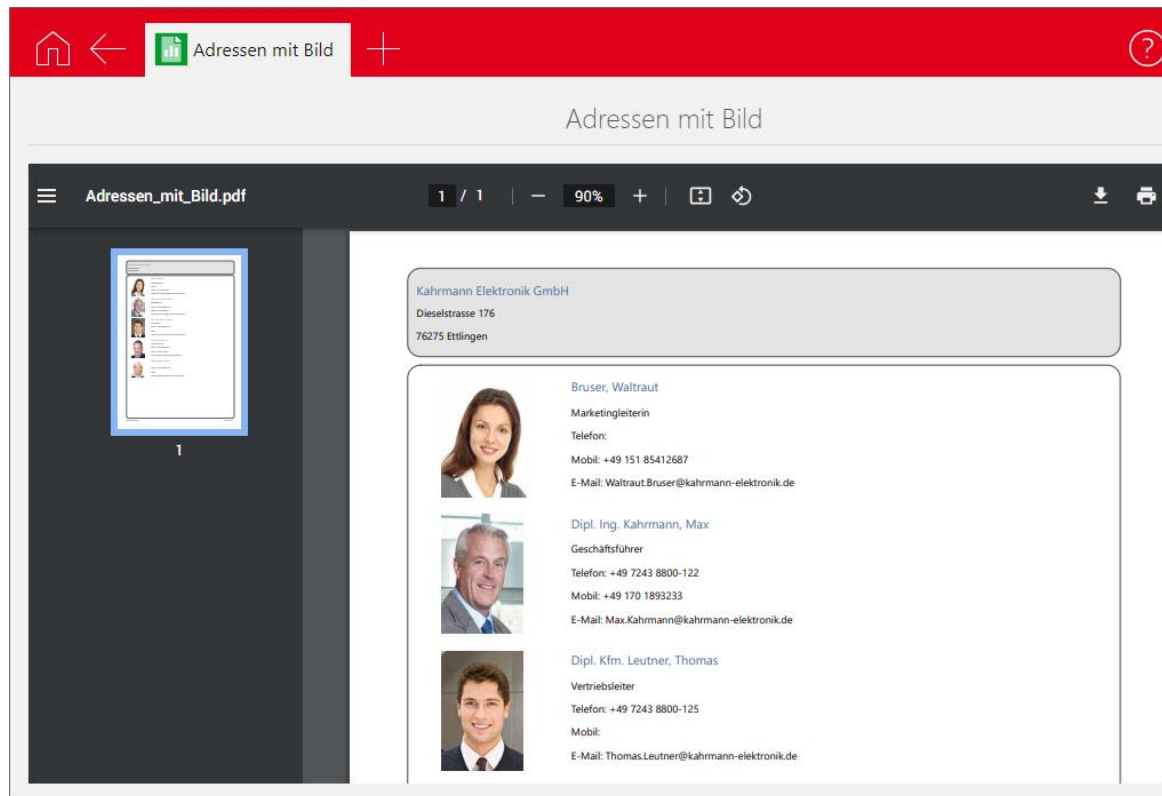 Adressen mit Bild
?
Adressen mit Bild
Adressen_mit_Bild.pdf 1 / 1 90%
Kahrmann Elektronik GmbH
Dieselstrasse 176
76275 Ettlingen
Bruser, Waltraut
Marketingleiterin
Telefon:
Mobil: +49 151 85412687
E-Mail: Waltraut.Bruser@kahrmann-elektronik.de
Dipl. Ing. Kahrmann, Max
Geschäftsführer
Telefon: +49 7243 8800-122
Mobil: +49 170 1893233
E-Mail: Max.Kahrmann@kahrmann-elektronik.de
Dipl. Kfm. Leutner, Thomas
Vertriebsleiter
Telefon: +49 7243 8800-125
Mobil:
E-Mail: Thomas.Leutner@kahrmann-elektronik.de
1